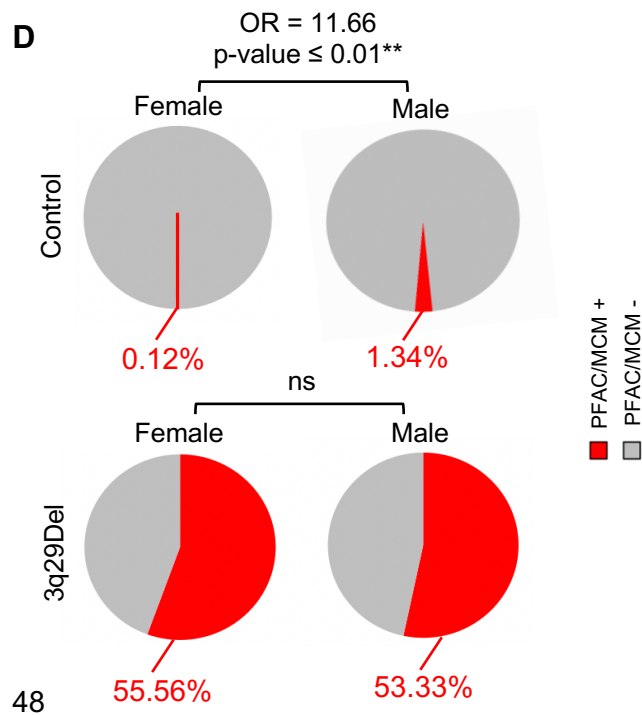 D
OR = 11.66
p-value ≤ 0.01**
Female
Male
Control
0.12%
1.34%
ns
Female
Male
3q29Del
55.56%
53.33%
PFAC/MCM +
PFAC/MCM -
48